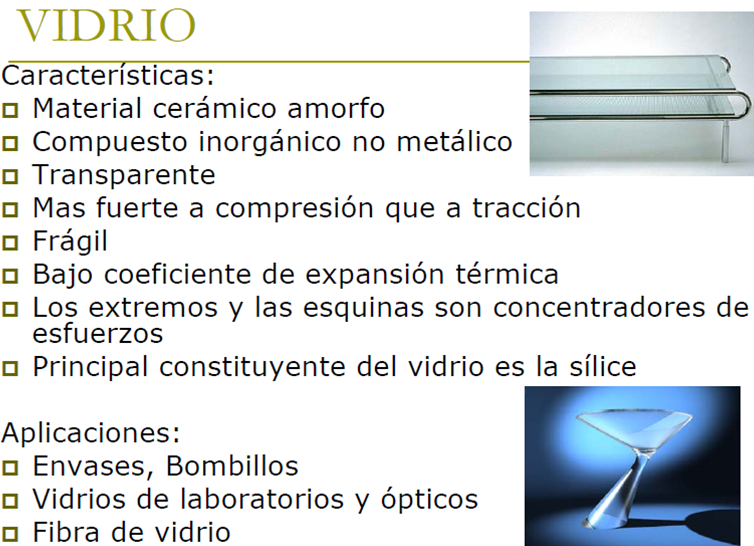 VIDRIO
Características:
Material cerámico amorfo
Compuesto inorgánico no metálico
Transparente
Mas fuerte a compresión que a tracción
Frágil
Bajo coeficiente de expansión térmica
Los extremos y las esquinas son concentradores de
esfuerzos
Principal constituyente del vidrio es la sílice
Aplicaciones:
Envases, Bombillos
Vidrios de laboratorios y ópticos
Fibra de vidrio